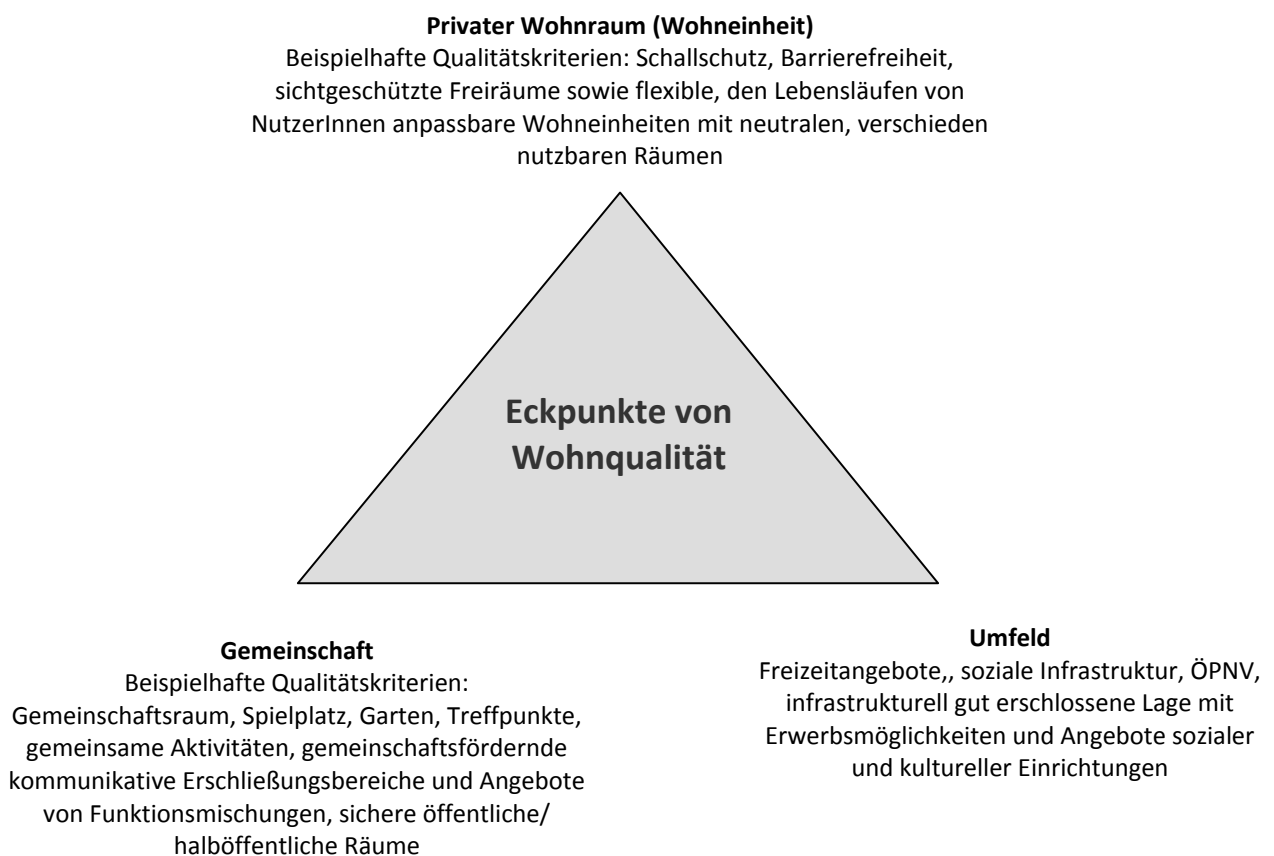 Privater Wohnraum (Wohneinheit)
Beispielhafte Qualitätskriterien: Schallschutz, Barrierefreiheit,
sichtgeschützte Freiräume sowie flexible, den Lebensläufen von
NutzerInnen anpassbare Wohneinheiten mit neutralen, verschieden
nutzbaren Räumen
Eckpunkte von
Wohnqualität
Gemeinschaft
Beispielhafte Qualitätskriterien:
Gemeinschaftsraum, Spielplatz, Garten, Treffpunkte,
gemeinsame Aktivitäten, gemeinschaftsfördernde
kommunikative Erschließungsbereiche und Angebote
von Funktionsmischungen, sichere öffentliche/
halböffentliche Räume
Umfeld
Freizeitangebote,, soziale Infrastruktur, ÖPNV,
infrastrukturell gut erschlossene Lage mit
Erwerbsmöglichkeiten und Angebote sozialer
und kultureller Einrichtungen